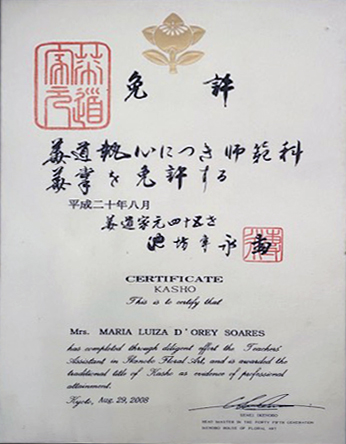 華道
家元
免許
華道執心につき師範科
華掌を免許する
平成二十年八月
華道家元四十五世
池坊専永
CERTIFICATE
KASHO
This is to certify that
Mrs. MARIA LUIZA D'OREY SOARES
has completed through diligent effort the Teachers'
Assistant in Ikenobo Floral Art, and is awarded the
traditional title of Kasho as evidence of professional
attainment.
Kyoto, Aug. 29, 2008
SENEI IKENOBO
HEAD MASTER IN THE FORTY FIFTH GENERATION
IKENOBO HOUSE OF FLORAL ART